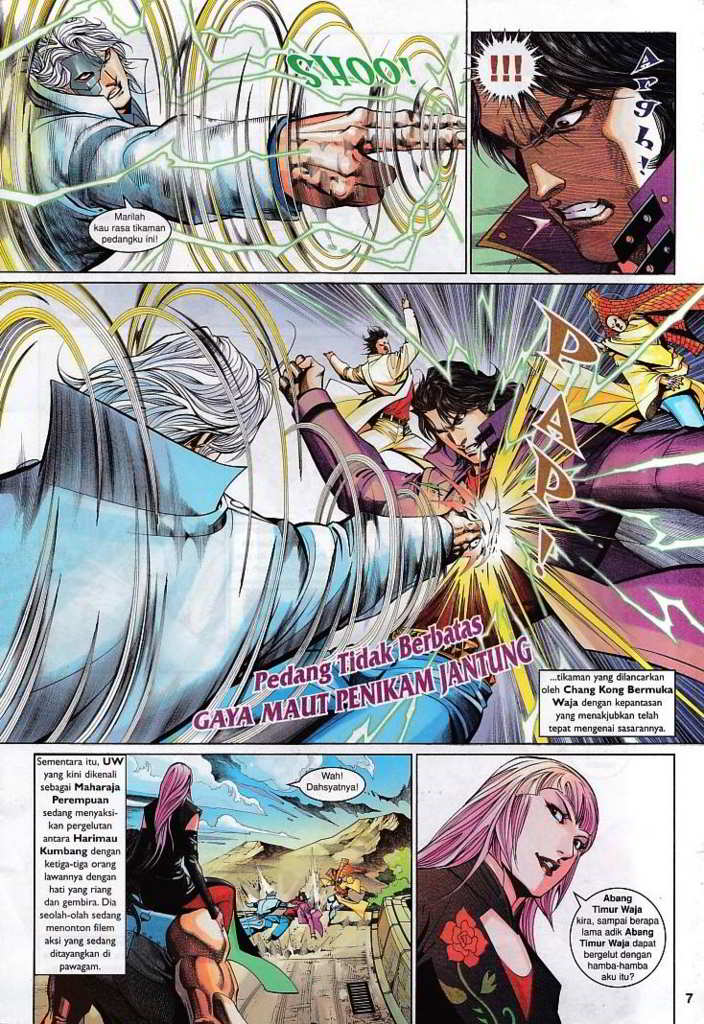 SHOO!
Marilah
kau rasa tikaman
pedangku ini!
!!!
Argh!
PAP!
Pedang Tidak Berbatas
GAYA MAUT PENIKAM JANTUNG
...tikaman yang dilancarkan
oleh Chang Kong Bermuka
Waja dengan kepantasan
yang menakjubkan telah
tepat mengenai sasarannya.
Sementara itu, UW
yang kini dikenali
sebagai Maharaja
Perempuan
sedang menyaksi-
kan pergelutan
antara Harimau
Kumbang dengan
ketiga-tiga orang
lawannya dengan
hati yang riang
dan gembira. Dia
seolah-olah sedang
menonton filem
aksi yang sedang
ditayangkan di
pawagam.
Wah!
Dahsyatnya!
Abang
Timur Waja
kira, sampai berapa
lama adik Abang
Timur Waja dapat
bergelut dengan
hamba-hamba
aku itu?
7